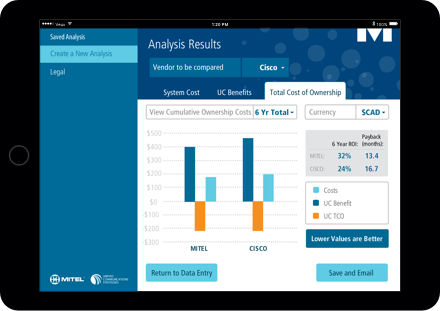 1:20 PM
100%
Saved Analysis
Create a New Analysis
Legal
Analysis Results
Vendor to be compared
Cisco
System Cost
UC Benefits
Total Cost of Ownership
View Cumulative Ownership Costs
6 Yr Total
Currency
$CAD
$500
$400
$300
$200
$100
$0
-$100
-$200
-$300
MITEL
CISCO
6 Year ROI:
Payback
(months):
MITEL: 32% 13.4
CISCO: 24% 16.7
Costs
UC Benefit
UC TCO
Lower Values are Better
Return to Data Entry
Save and Email
MITEL
UNIFIED
COMMUNICATIONS
STRATEGIES